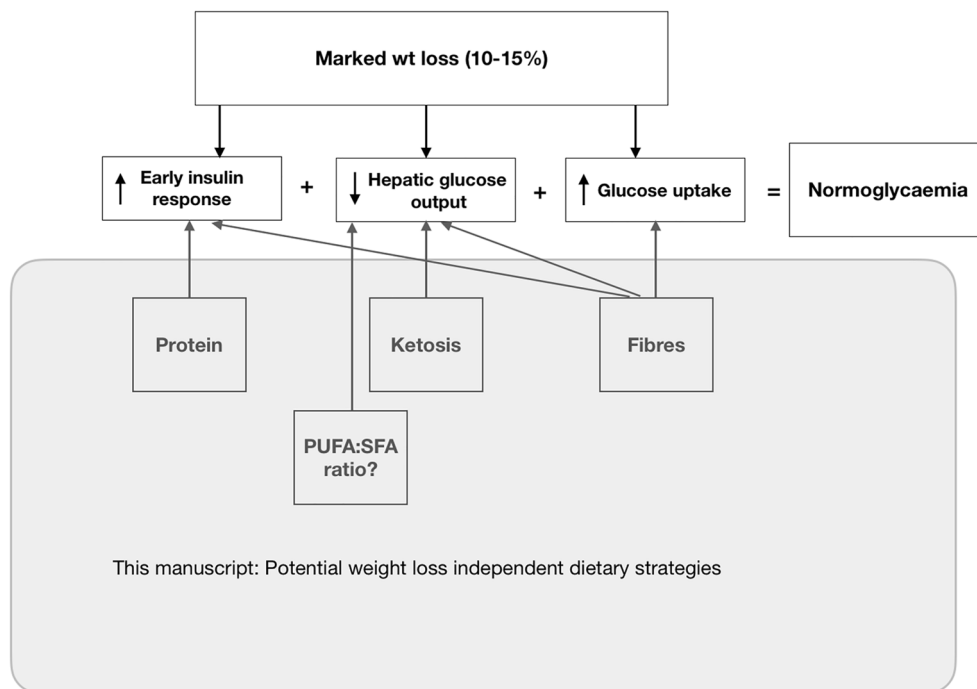 Marked wt loss (10-15%)
Early insulin
response
+
Hepatic glucose
output
+
Glucose uptake
=
Normoglycaemia
Protein
Ketosis
Fibres
PUFA:SFA
ratio?
This manuscript: Potential weight loss independent dietary strategies